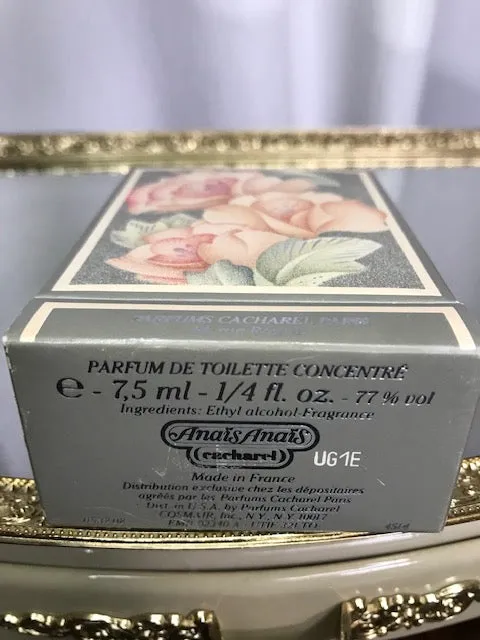 PARFUMS CACHAREL PARIS
PARFUM DE TOILETTE CONCENTRÉ
e - 7,5 ml - 1/4 fl. oz. - 77 % vol
Ingredients: Ethyl alcohol-Fragrance
Anaïs Anaïs
cacharel
UG1E
Made in France
Distribution exclusive chez les dépositaires
agréés par les Parfums Cacharel Paris
Dist. in U.S.A. by Parfums Cacharel
COSMAIR, Inc., N.Y., N.Y. 10017